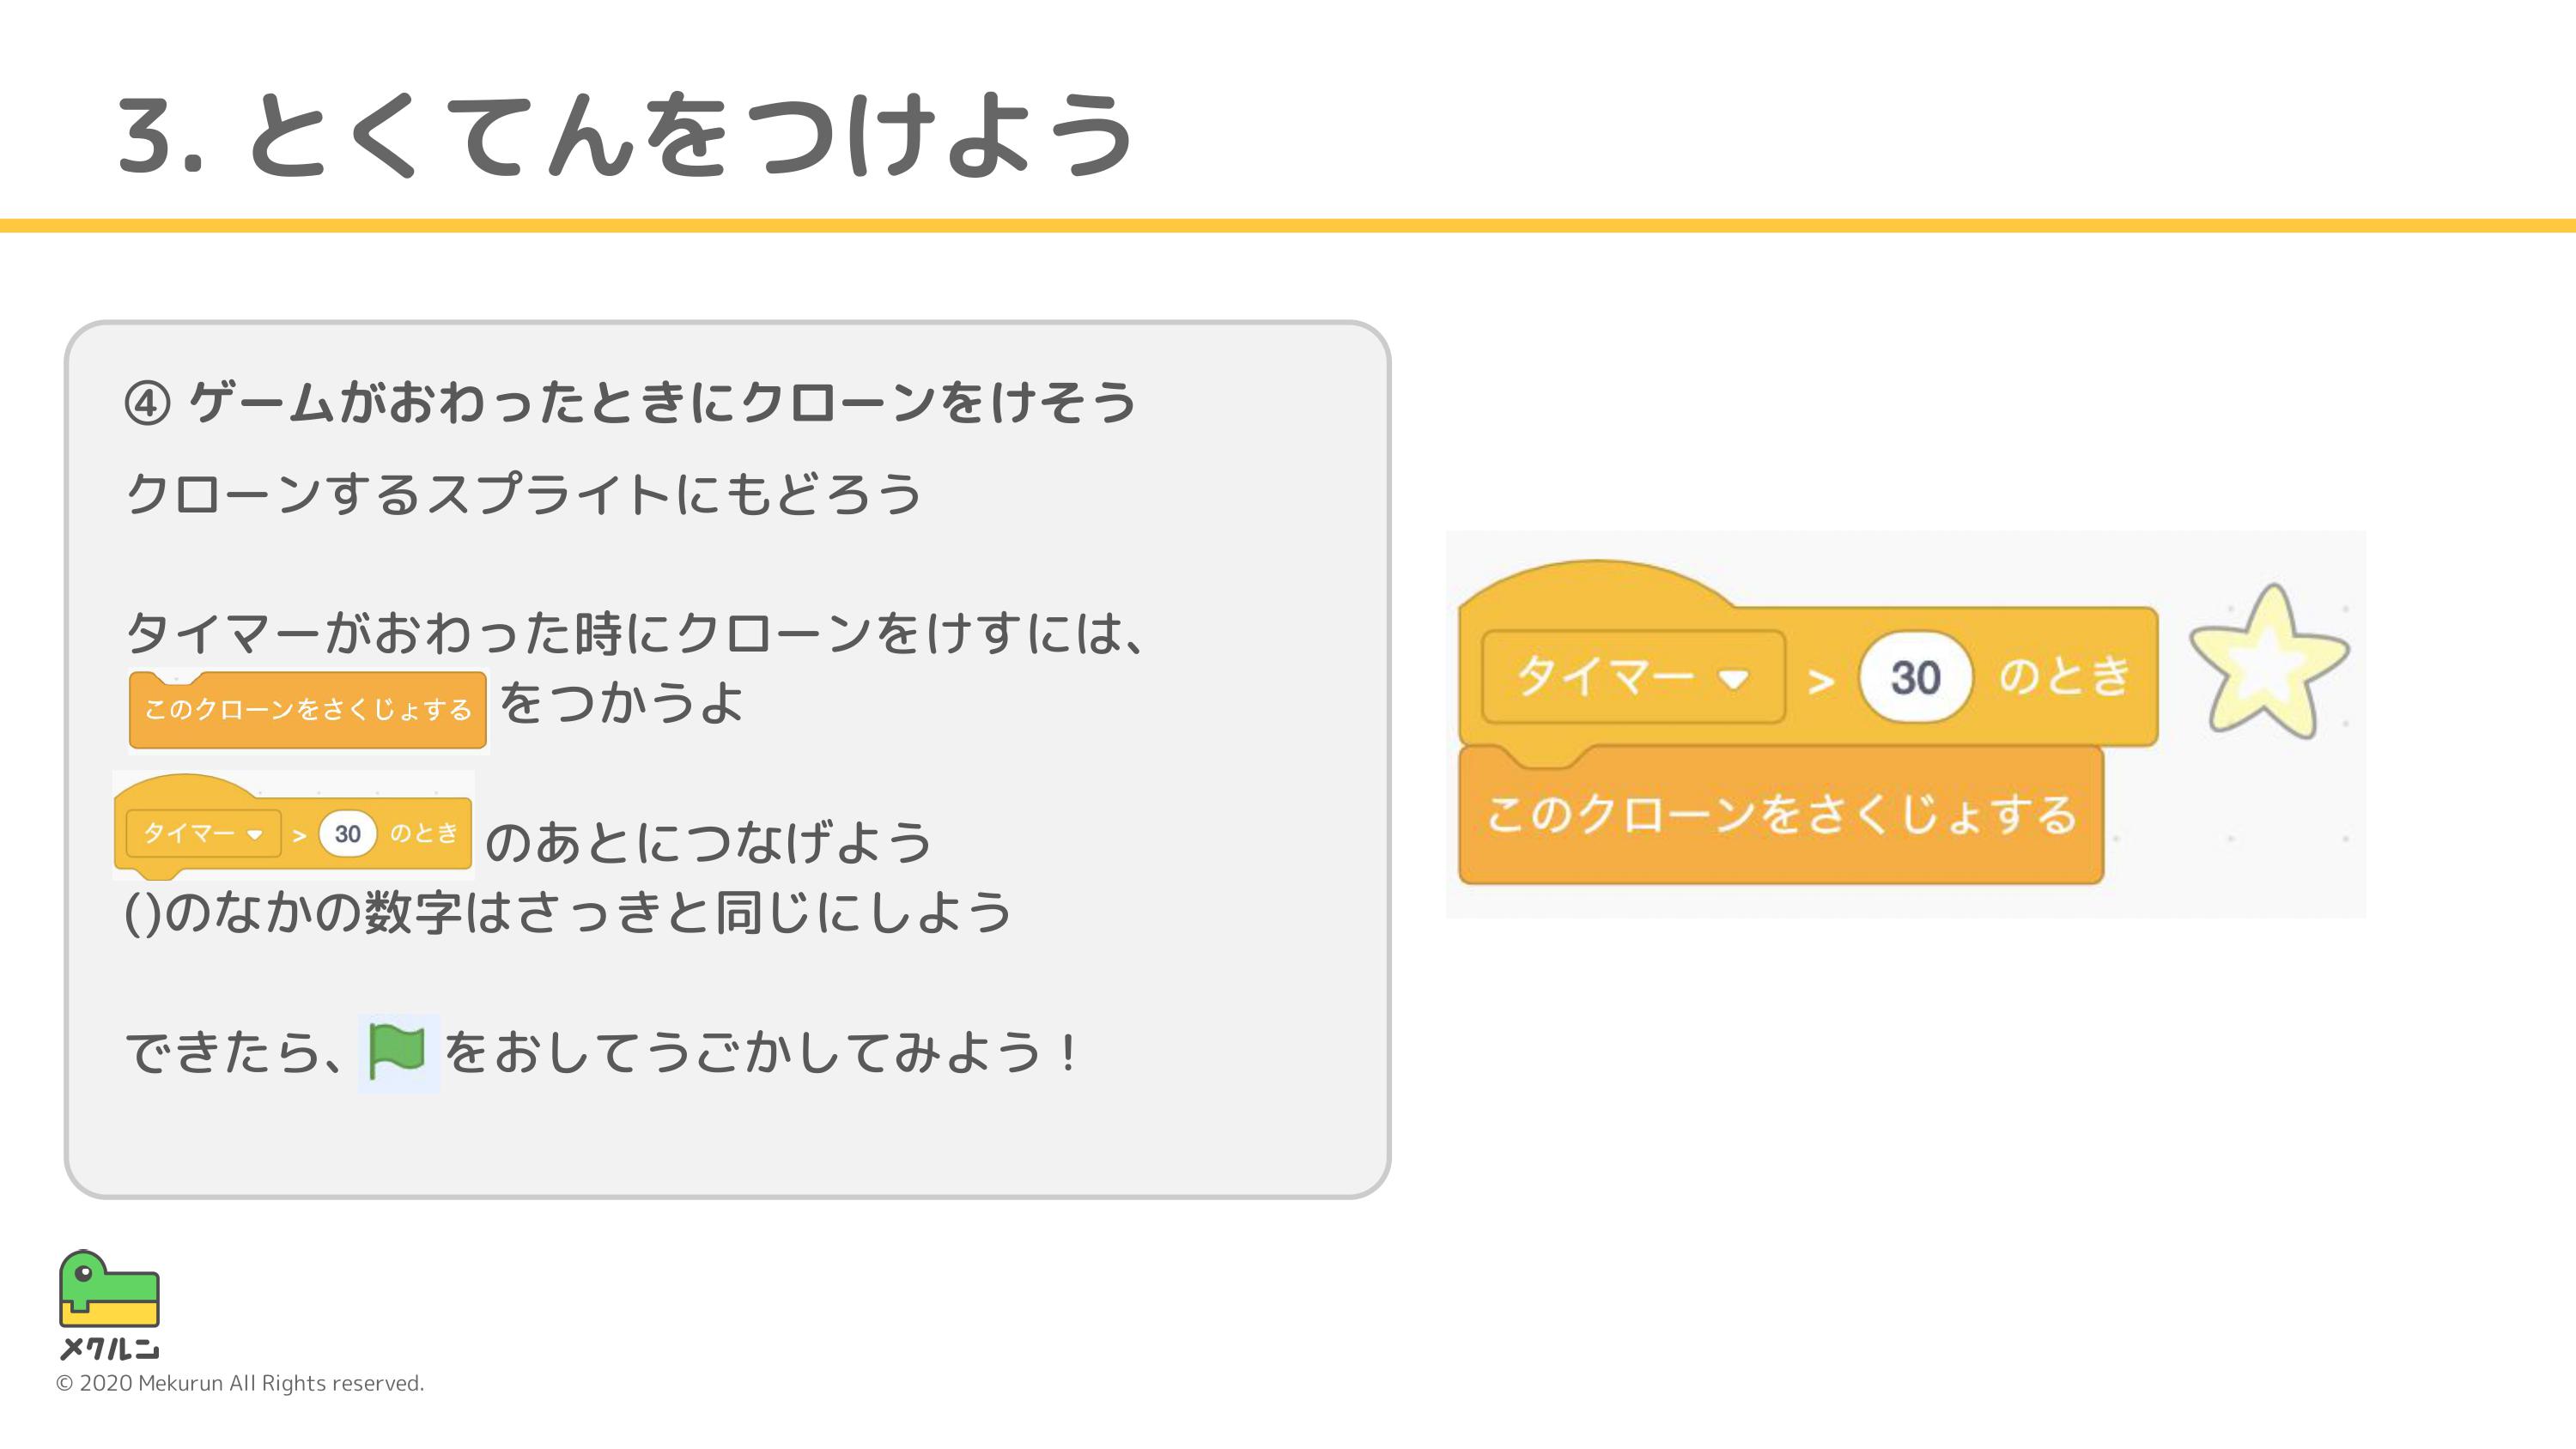 3. とくてんをつけよう
④ ゲームがおわったときにクローンをけそう
クローンするスプライトにもどろう
タイマーがおわった時にクローンをけすには、
このクローンをさくじょする をつかうよ
タイマー > 30 のとき のあとにつなげよう
()のなかの数字はさっきと同じにしよう
できたら、 をおしてうごかしてみよう！
タイマー > 30 のとき
このクローンをさくじょする
メクルン
© 2020 Mekurun All Rights reserved.